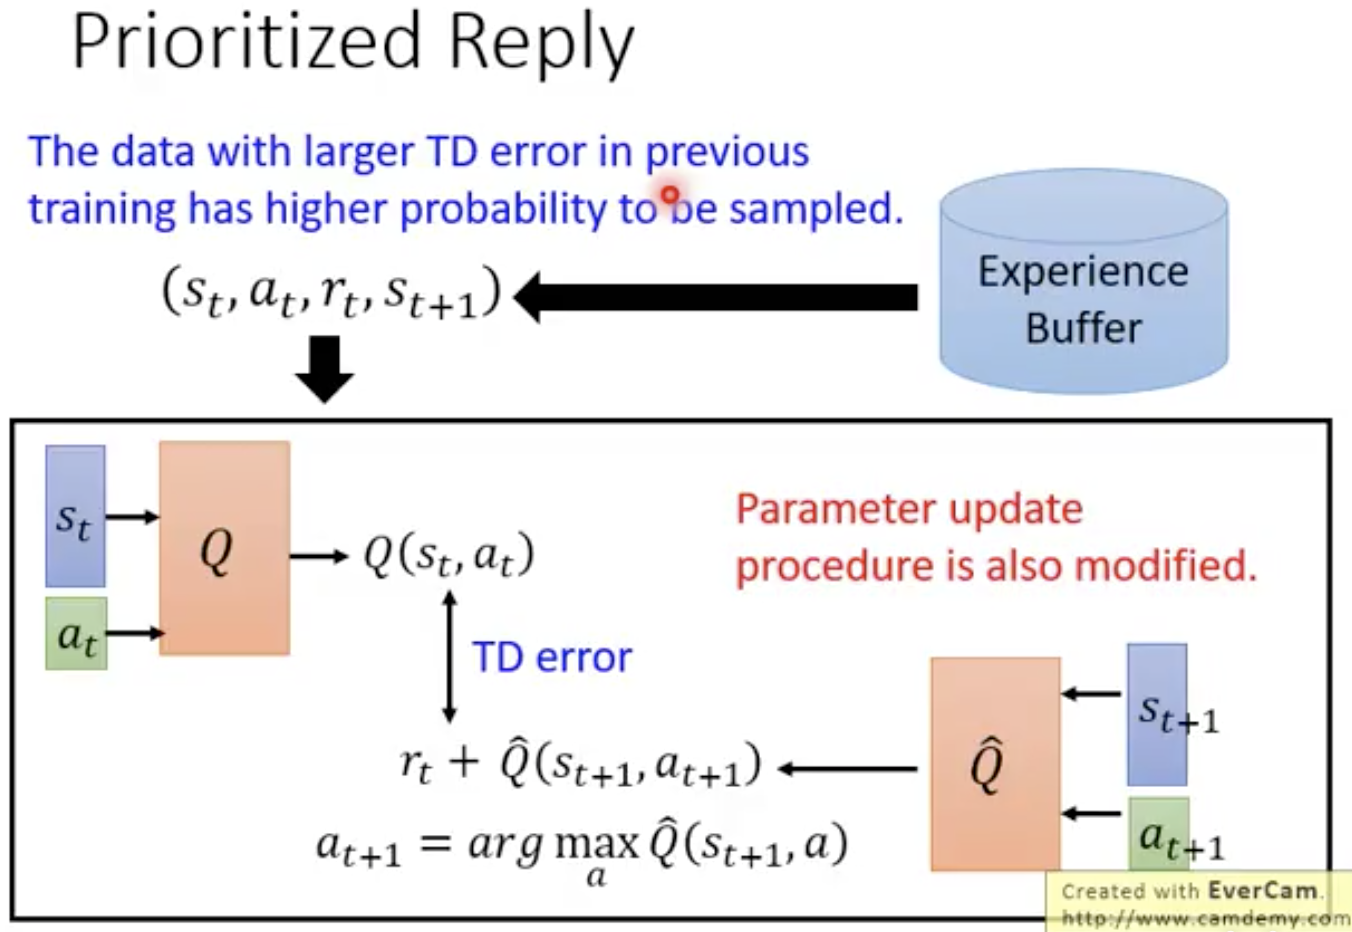 Prioritized Reply
The data with larger TD error in previous
training has higher probability to be sampled.
(s_t, a_t, r_t, s_{t+1})
Experience
Buffer
s_t
a_t
Q
Q(s_t, a_t)
Parameter update
procedure is also modified.
TD error
r_t + Q̂(s_{t+1}, a_{t+1})
Q̂
s_{t+1}
a_{t+1}
a_{t+1} = arg max_a Q̂(s_{t+1}, a)
Created with EverCam.
http://www.camdemy.com